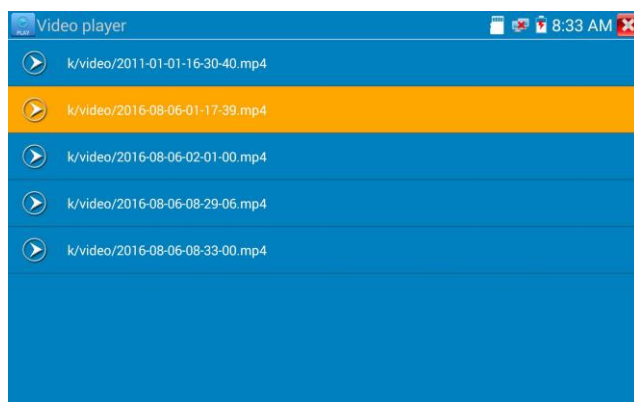 PLAY
Video player
8:33 AM
k/video/2011-01-01-16-30-40.mp4
k/video/2016-08-06-01-17-39.mp4
k/video/2016-08-06-02-01-00.mp4
k/video/2016-08-06-08-29-06.mp4
k/video/2016-08-06-08-33-00.mp4